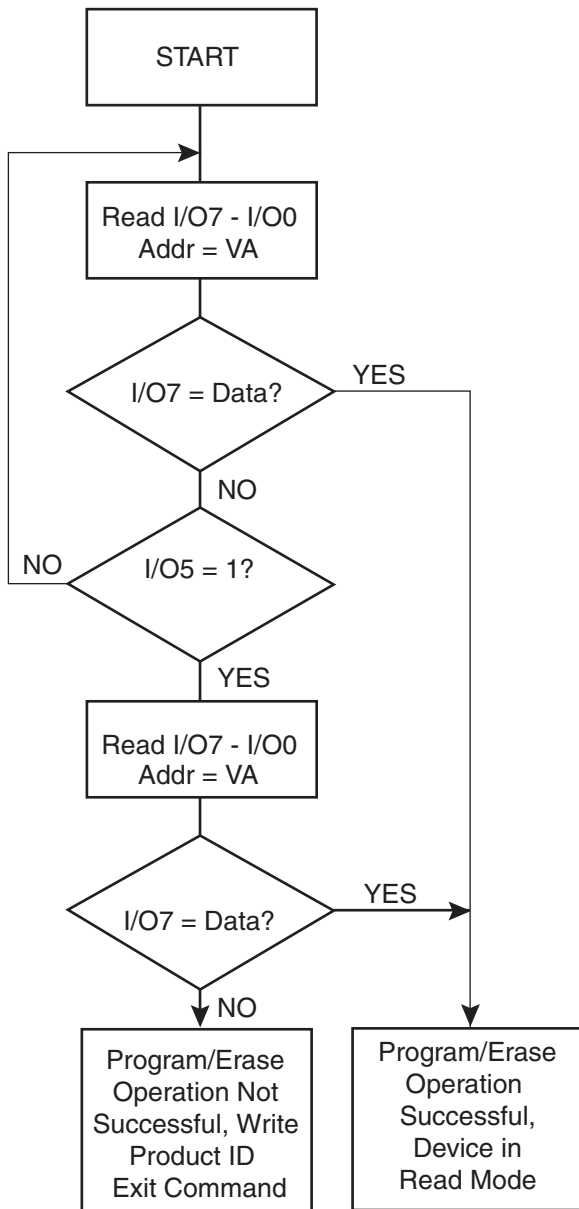 START
Read I/O7 - I/O0
Addr = VA
I/O7 = Data?
YES
NO
I/O5 = 1?
NO
YES
Read I/O7 - I/O0
Addr = VA
I/O7 = Data?
YES
NO
Program/Erase
Operation Not
Successful, Write
Product ID
Exit Command
Program/Erase
Operation
Successful,
Device in
Read Mode